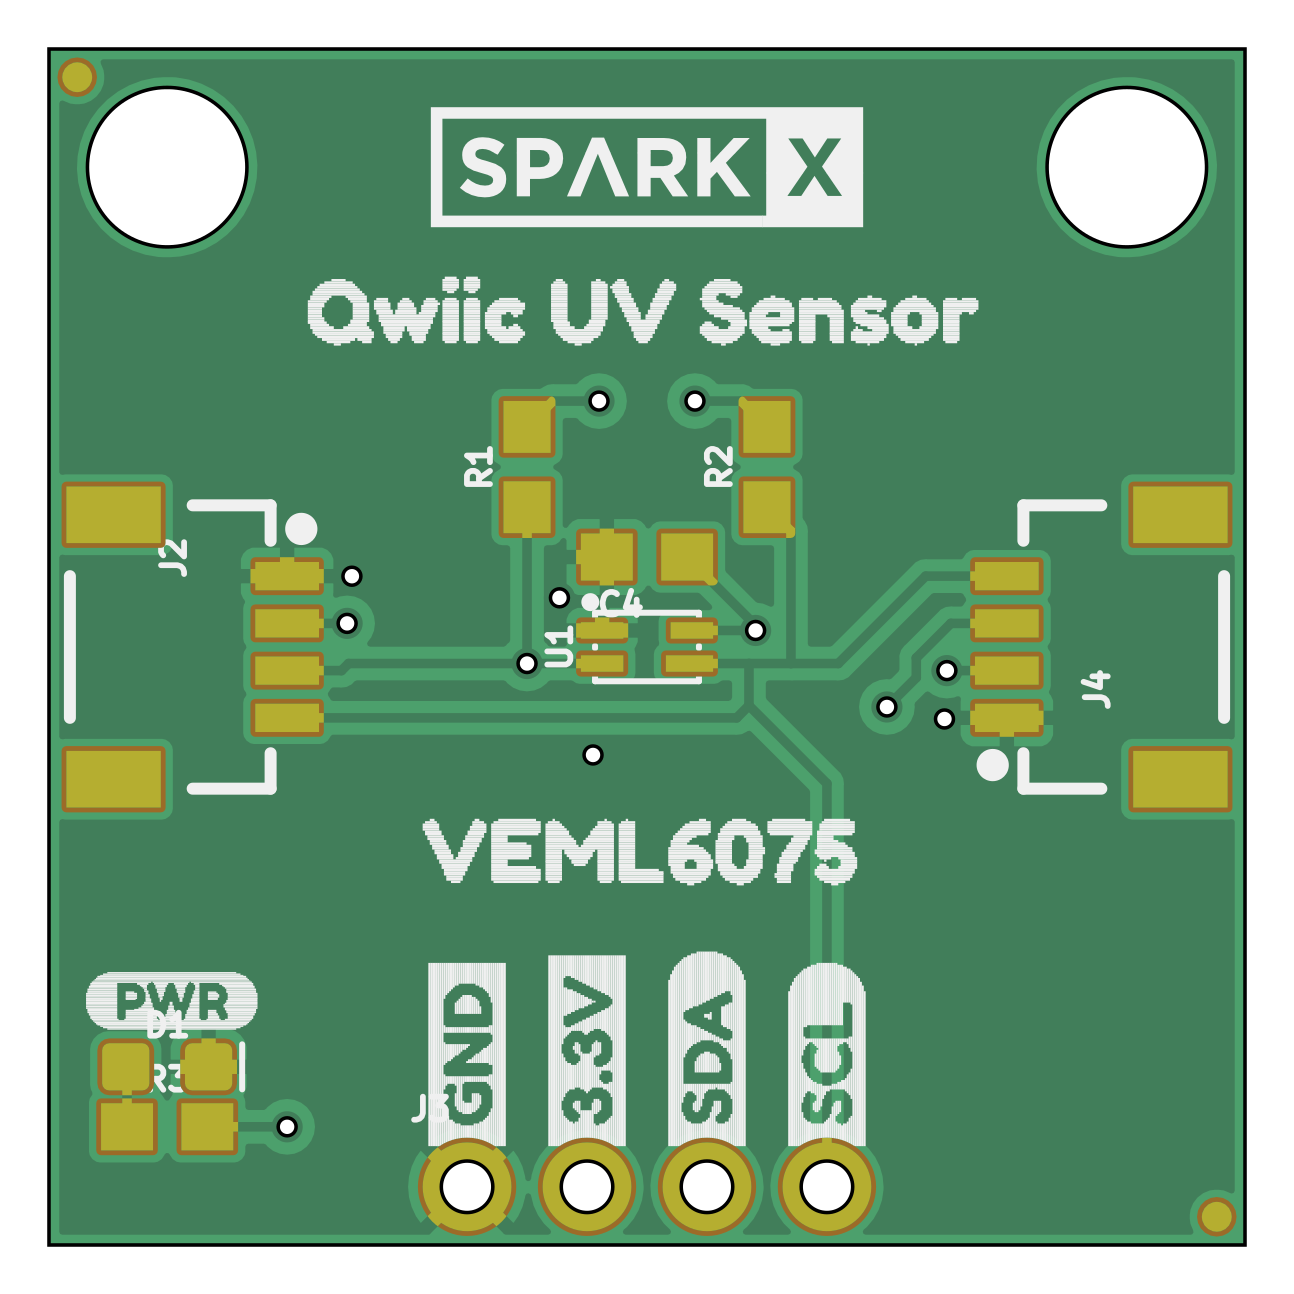 SPARK X
Qwiic UV Sensor
R1
R2
J2
C4
U1
J4
VEML6075
PWR
D1
R3
GND
3.3V
SDA
SCL
J3